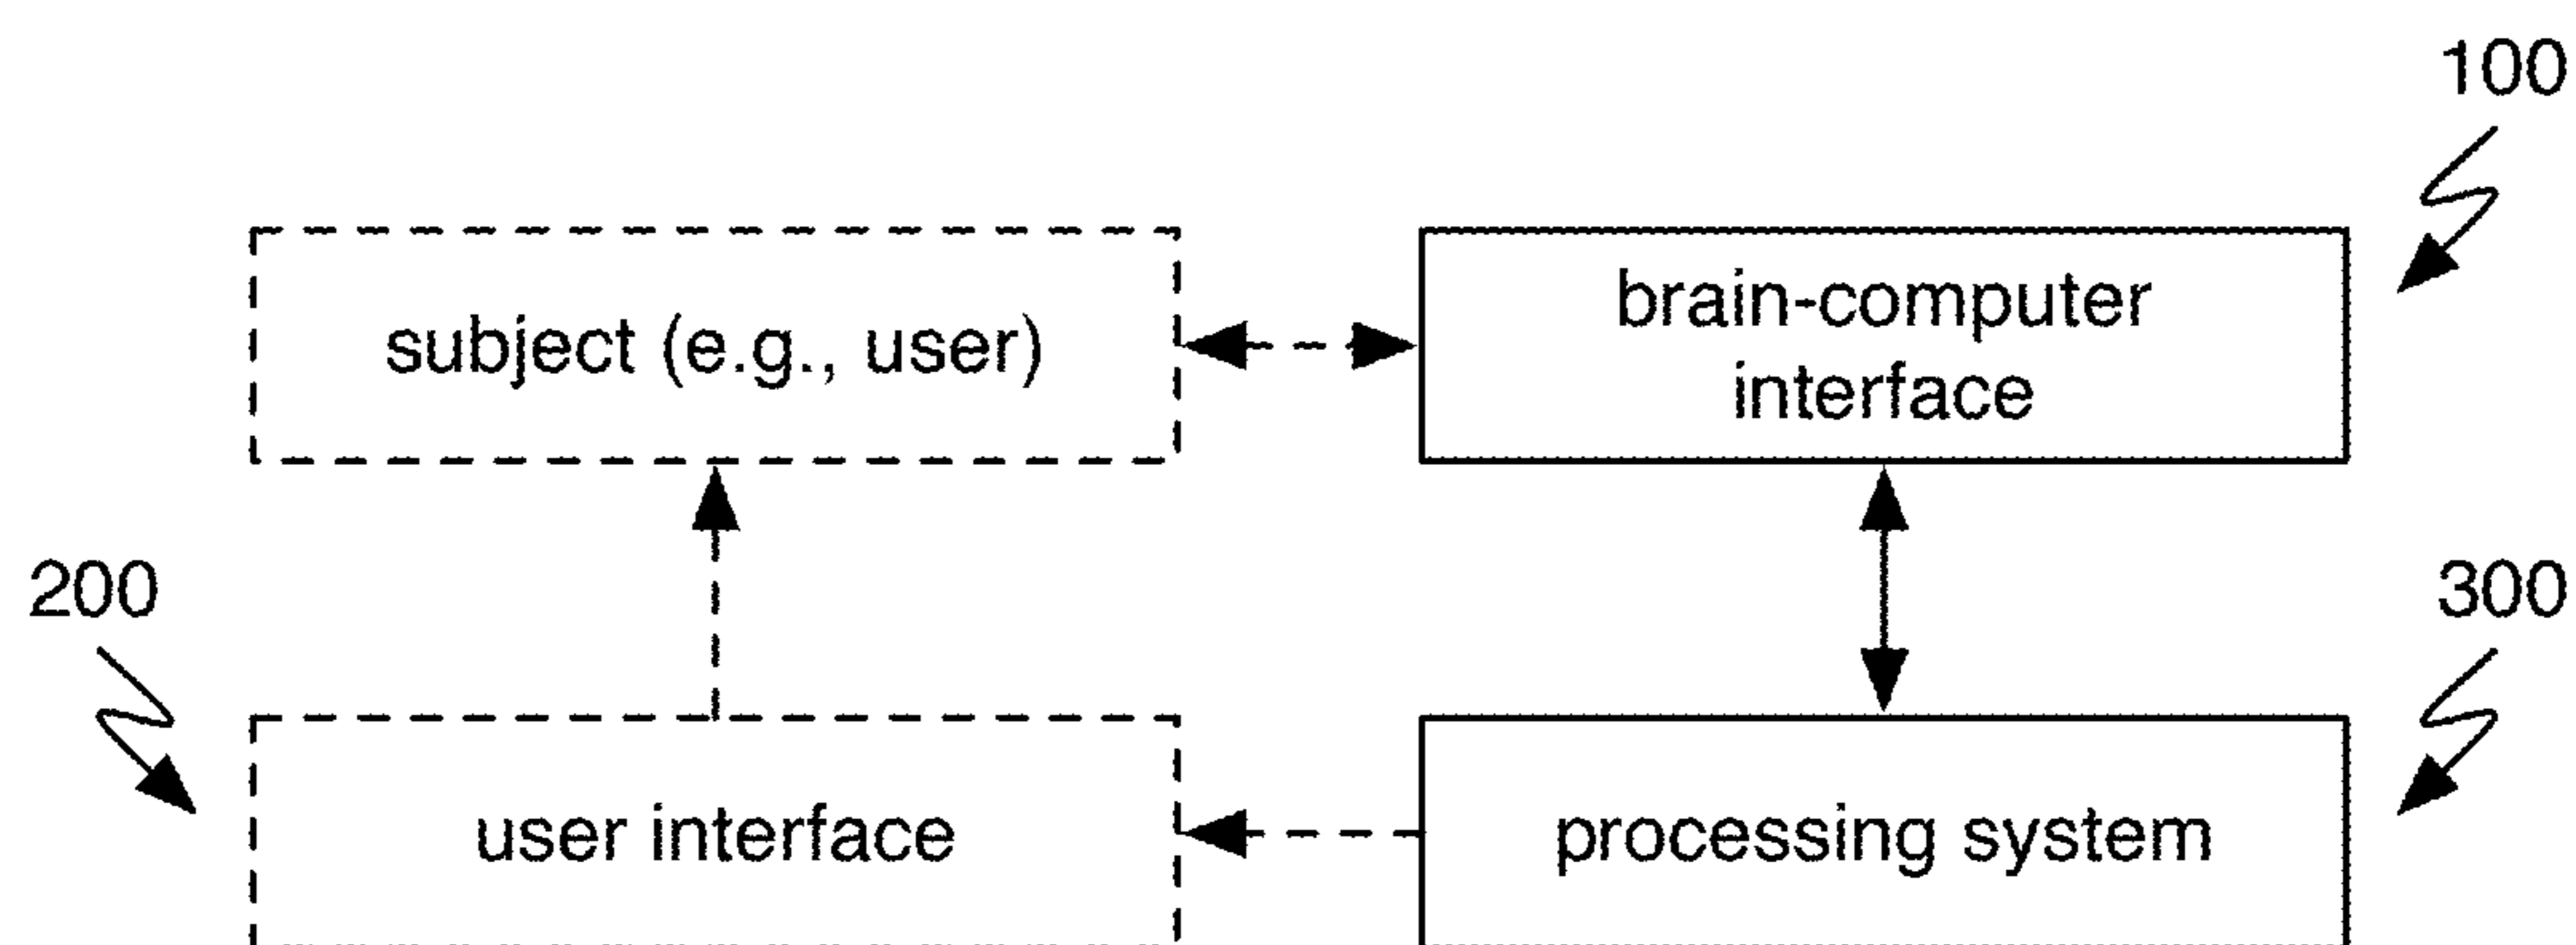 100
subject (e.g., user)
brain-computer
interface
200
300
user interface
processing system